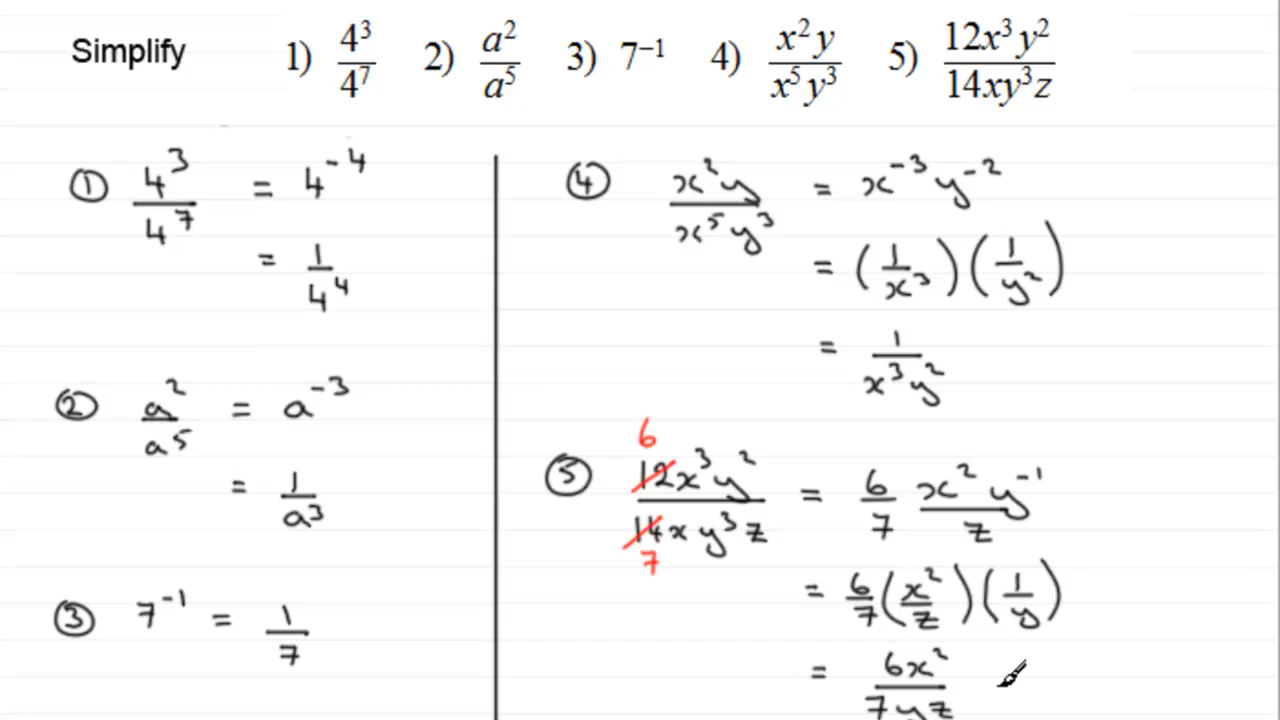 Simplify 1) 4³/4⁷ 2) a²/a⁵ 3) 7⁻¹ 4) x²y/x⁵y³ 5) 12x³y²/14xy³z
① 4³/4⁷ = 4⁻⁴
= 1/4⁴
② a²/a⁵ = a⁻³
= 1/a³
③ 7⁻¹ = 1/7
④ x²y/x⁵y³ = x⁻³y⁻²
= (1/x³)(1/y²)
= 1/x³y²
6
⑤ 12x³y²/14xy³z = 6/7 x²y⁻¹/z
7
= 6/7 (x²/z)(1/y)
= 6x²/7yz